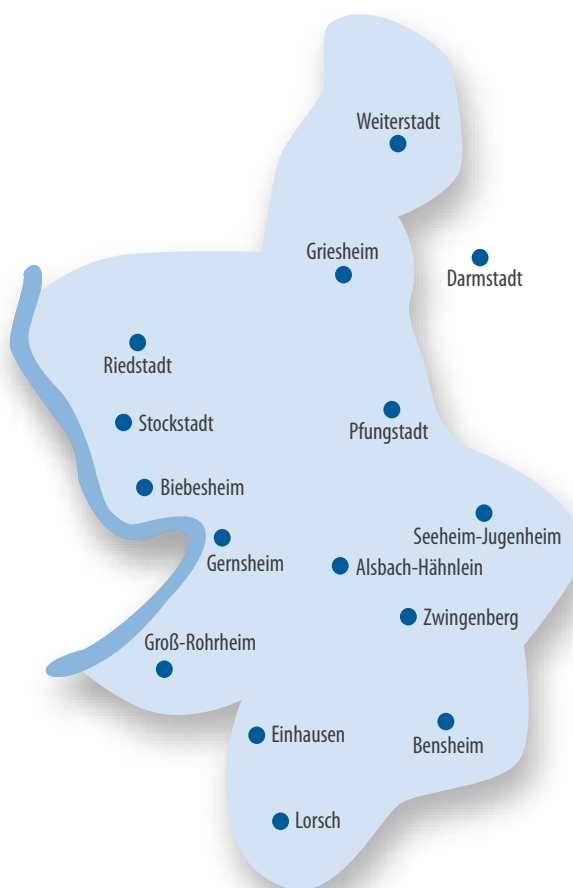 Weiterstadt
Griesheim
Darmstadt
Riedstadt
Stockstadt
Pfungstadt
Biebesheim
Seeheim-Jugenheim
Gernsheim
Alsbach-Hähnlein
Zwingenberg
Groß-Rohrheim
Einhausen
Bensheim
Lorsch